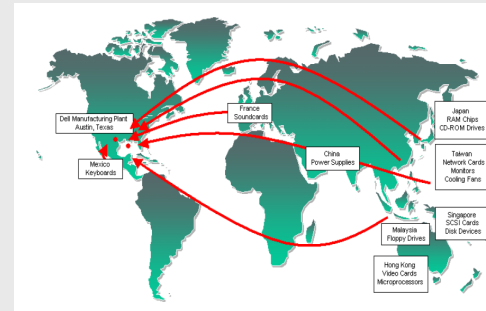 Dell Manufacturing Plant
Austin, Texas
Mexico
Keyboards
France
Soundcards
China
Power Supplies
Japan
RAM Chips
CD-ROM Drives
Taiwan
Network Cards
Monitors
Cooling Fans
Singapore
SCSI Cards
Disk Devices
Malaysia
Floppy Drives
Hong Kong
Video Cards
Microprocessors